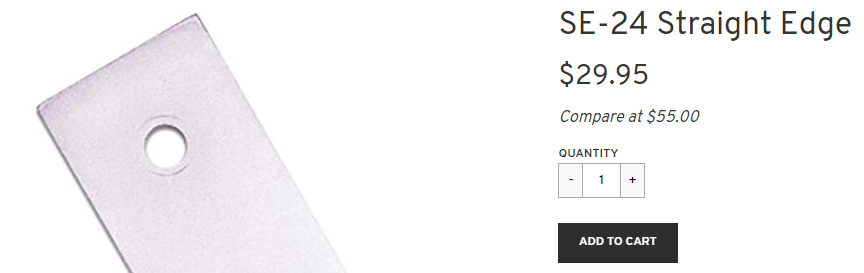 SE-24 Straight Edge
$29.95
Compare at $55.00
QUANTITY
- 1 +
ADD TO CART